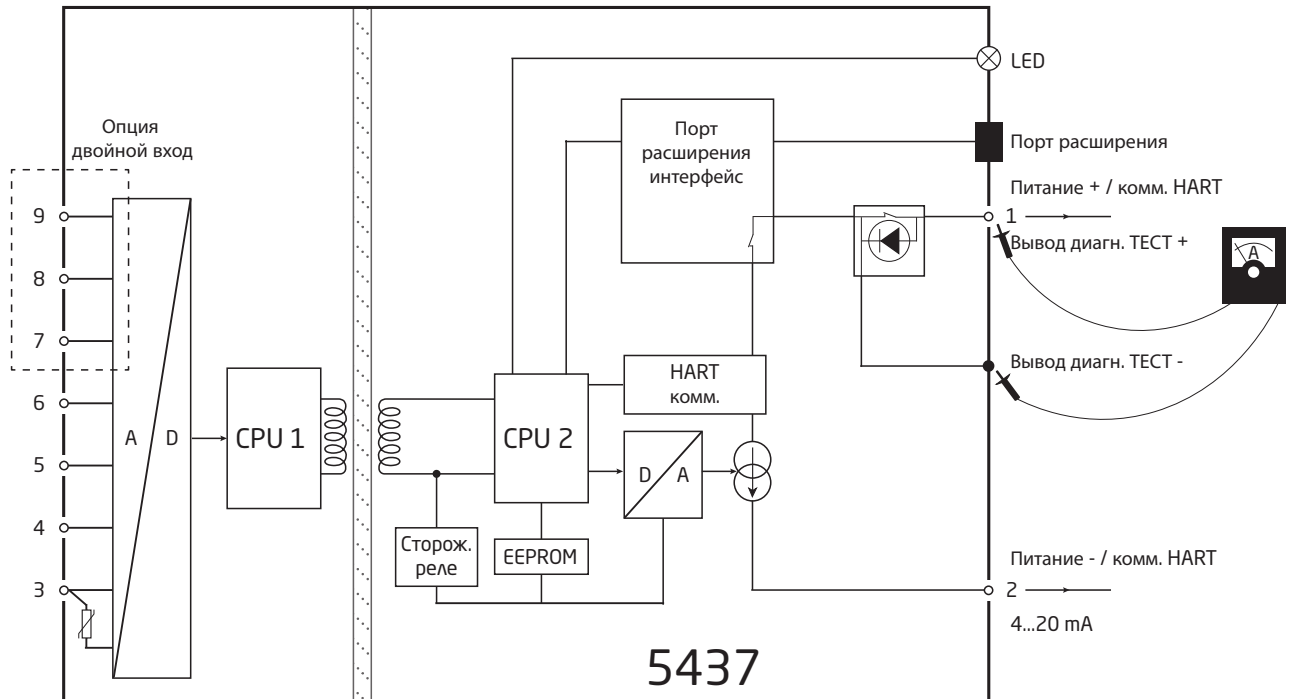 LED
Опция
двойной вход
Порт
расширения
интерфейс
Порт расширения
Питание + / комм. HART
9
1
Вывод диагн. ТЕСТ +
A
8
7
Вывод диагн. ТЕСТ -
HART
комм.
6
A D
CPU 1
CPU 2
5
D A
4
Сторож.
реле
EEPROM
Питание - / комм. HART
3
2
4...20 mA
5437